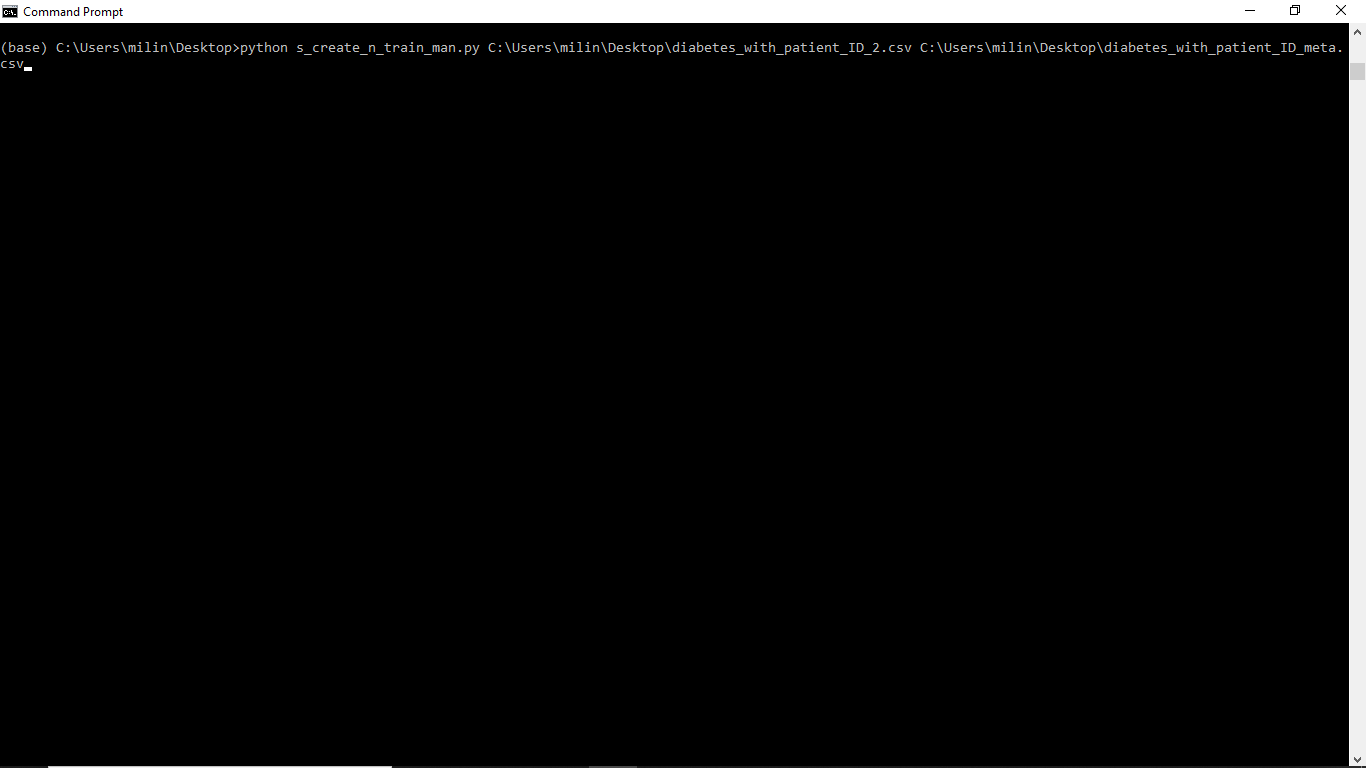 Command Prompt
(base) C:\Users\milin\Desktop>python s_create_n_train_man.py C:\Users\milin\Desktop\diabetes_with_patient_ID_2.csv C:\Users\milin\Desktop\diabetes_with_patient_ID_meta.
csv